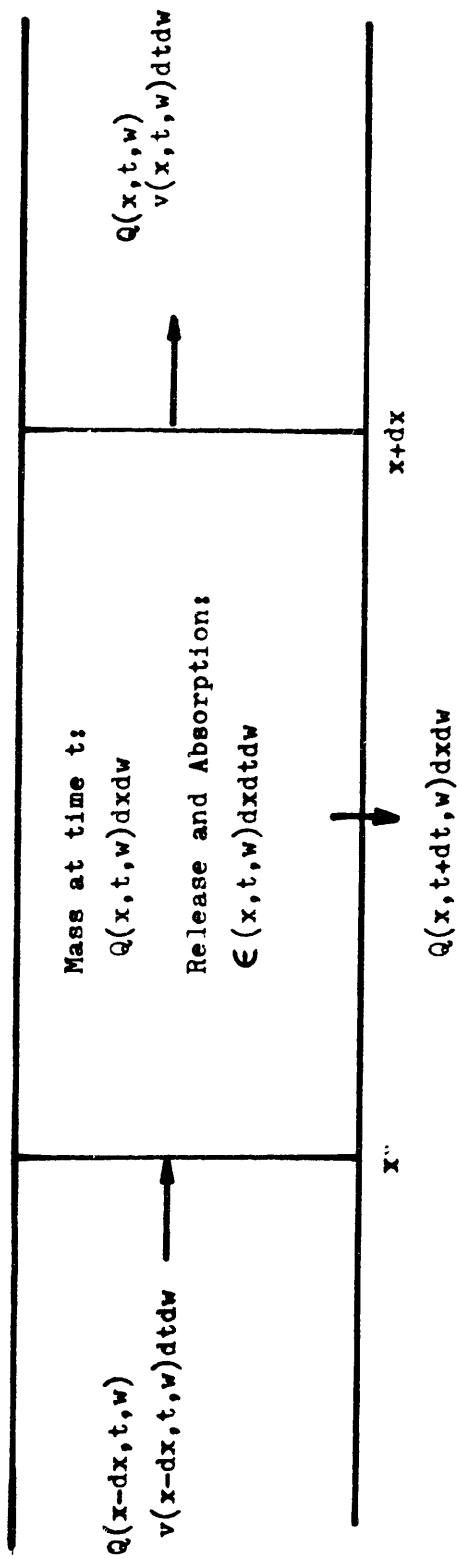 Q(x-dx,t,w)
v(x-dx,t,w)dtdw
Mass at time t:
Q(x,t,w)dxdw
Release and Absorption:
ϵ(x,t,w)dxdtdw
Q(x,t,w)
v(x,t,w)dtdw
x
x+dx
Q(x,t+dt,w)dxdw